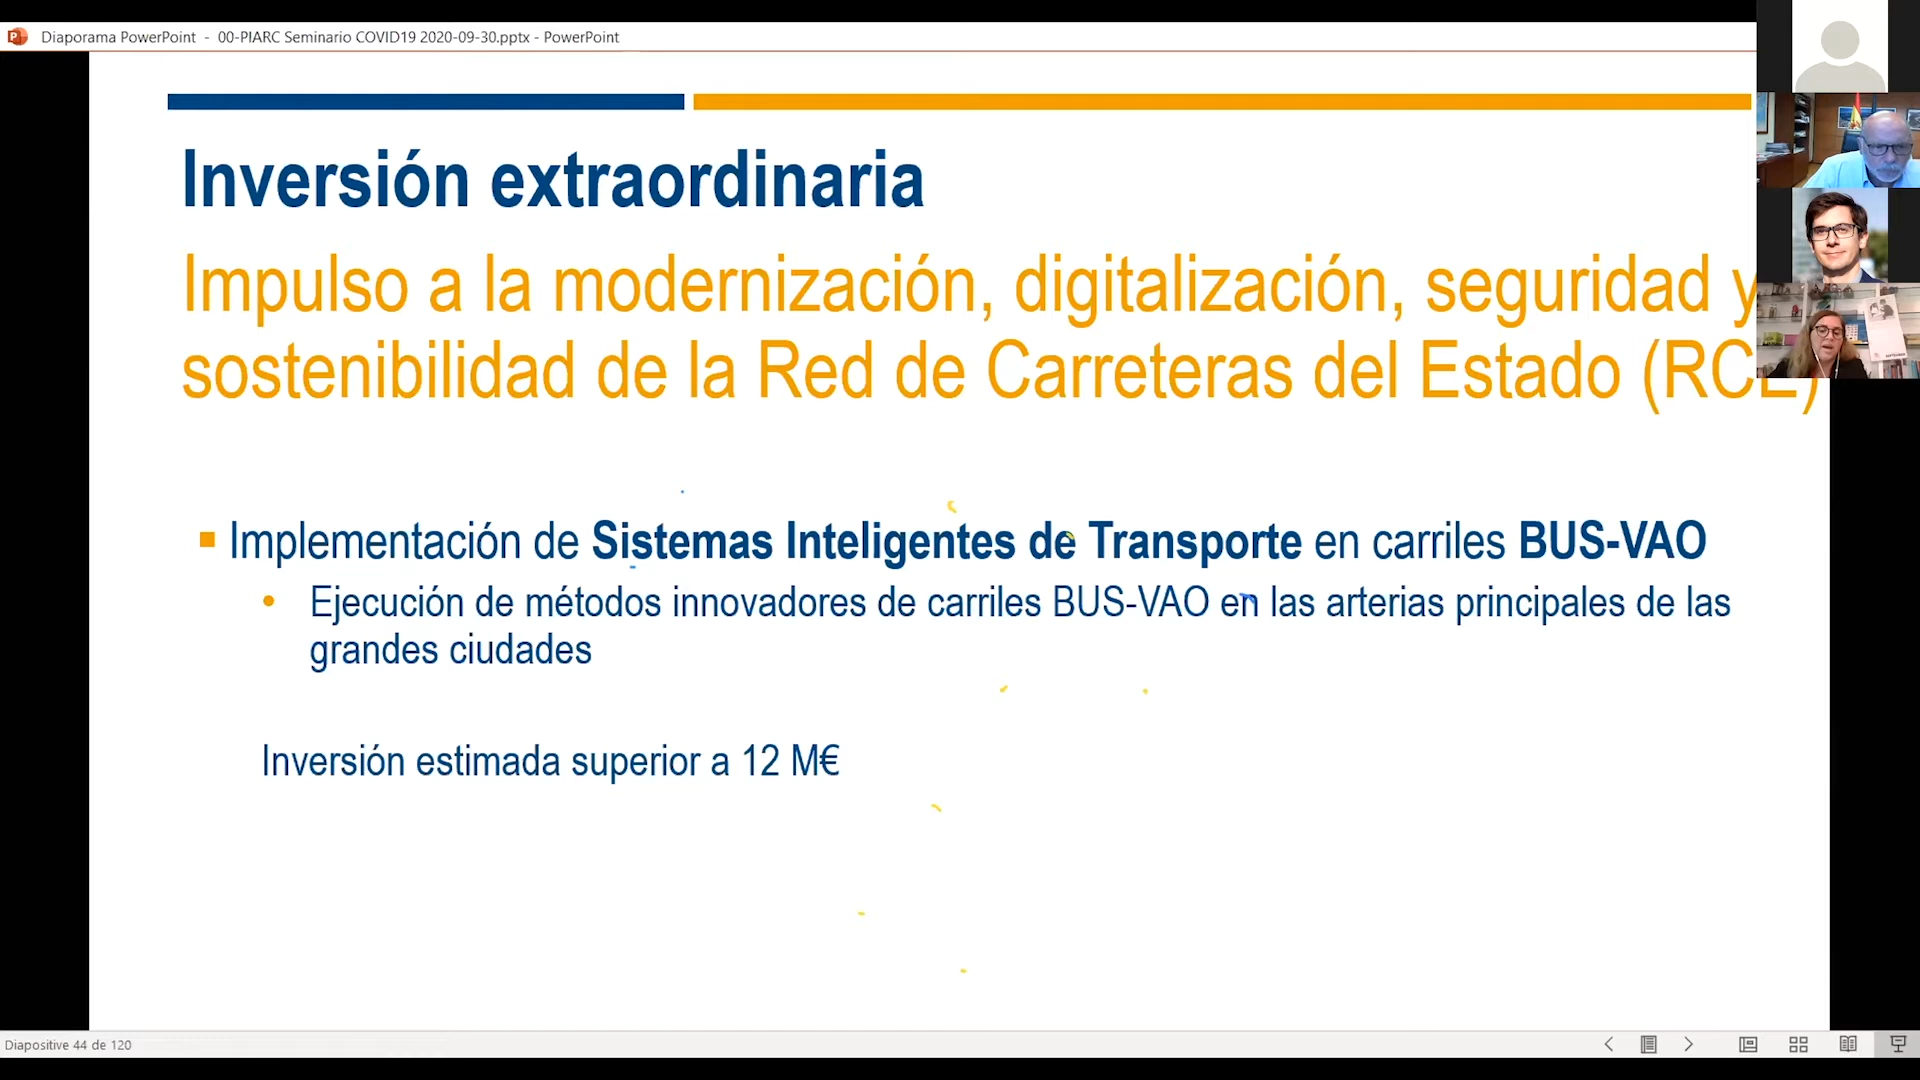 Diaporama PowerPoint - 00-PIARC Seminario COVID19 2020-09-30.pptx - PowerPoint
Inversión extraordinaria
Impulso a la modernización, digitalización, seguridad y
sostenibilidad de la Red de Carreteras del Estado (RCE)
Implementación de Sistemas Inteligentes de Transporte en carriles BUS-VAO
Ejecución de métodos innovadores de carriles BUS-VAO en las arterias principales de las
grandes ciudades
Inversión estimada superior a 12 M€
Diapositive 44 de 120